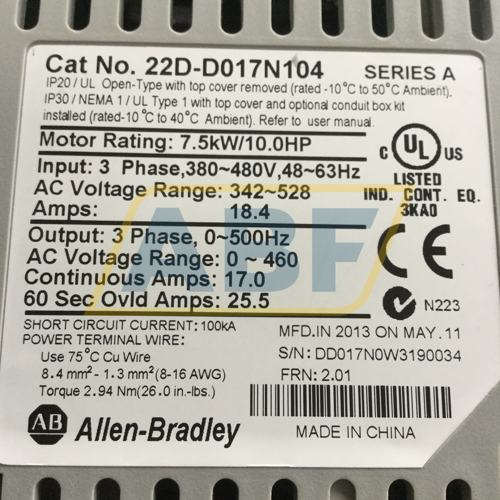 Cat No. 22D-D017N104 SERIES A
IP20 / UL Open-Type with top cover removed (rated -10°C to 50°C Ambient).
IP30 / NEMA 1 / UL Type 1 with top cover and optional conduit box kit
installed (rated-10°C to 40°C Ambient). Refer to user manual.
Motor Rating: 7.5kW/10.0HP
Input: 3 Phase,380~480V,48~63Hz
AC Voltage Range: 342~528
Amps: 18.4
Output: 3 Phase, 0~500Hz
AC Voltage Range: 0 ~ 460
Continuous Amps: 17.0
60 Sec Ovld Amps: 25.5
C UL US
LISTED
IND. CONT. EQ.
3KA0
CE
N223
SHORT CIRCUIT CURRENT: 100kA
POWER TERMINAL WIRE:
Use 75°C Cu Wire
8.4mm²- 1.3mm²(8-16 AWG)
Torque 2.94 Nm(26.0 in.-lbs.)
MFD.IN 2013 ON MAY.11
S/N: DD017N0W3190034
FRN: 2.01
AB Allen-Bradley
MADE IN CHINA
ABF